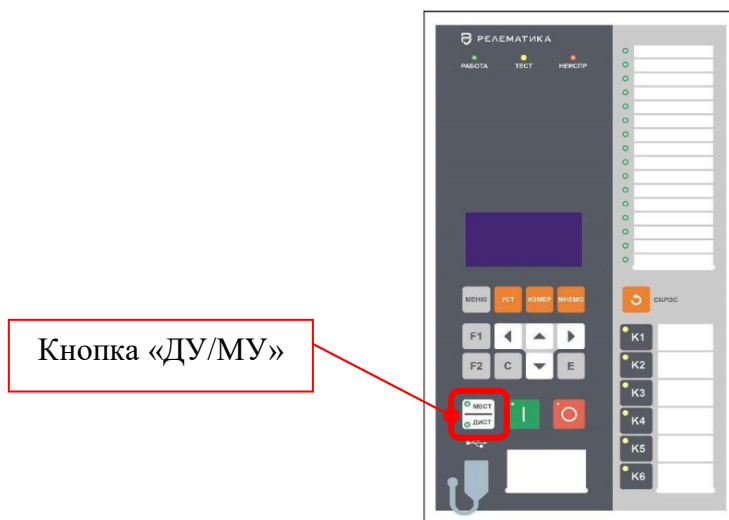 РЕЛЕМАТИКА
РАБОТА ТЕСТ НЕИСПР
МЕНЮ УСТ ИЗМЕР МНЕМО
СБРОС
F1
F2 C E
K1
K2
K3
K4
K5
K6
МЕСТ
ДИСТ
Кнопка «ДУ/МУ»